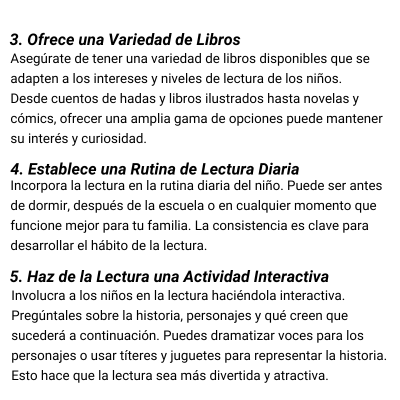 3. Ofrece una Variedad de Libros
Asegúrate de tener una variedad de libros disponibles que se
adapten a los intereses y niveles de lectura de los niños.
Desde cuentos de hadas y libros ilustrados hasta novelas y
cómics, ofrecer una amplia gama de opciones puede mantener
su interés y curiosidad.
4. Establece una Rutina de Lectura Diaria
Incorpora la lectura en la rutina diaria del niño. Puede ser antes
de dormir, después de la escuela o en cualquier momento que
funcione mejor para tu familia. La consistencia es clave para
desarrollar el hábito de la lectura.
5. Haz de la Lectura una Actividad Interactiva
Involucra a los niños en la lectura haciéndola interactiva.
Pregúntales sobre la historia, personajes y qué creen que
sucederá a continuación. Puedes dramatizar voces para los
personajes o usar títeres y juguetes para representar la historia.
Esto hace que la lectura sea más divertida y atractiva.